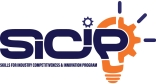 SICIP
SKILLS FOR INDUSTRY COMPETITIVENESS & INNOVATION PROGRAM